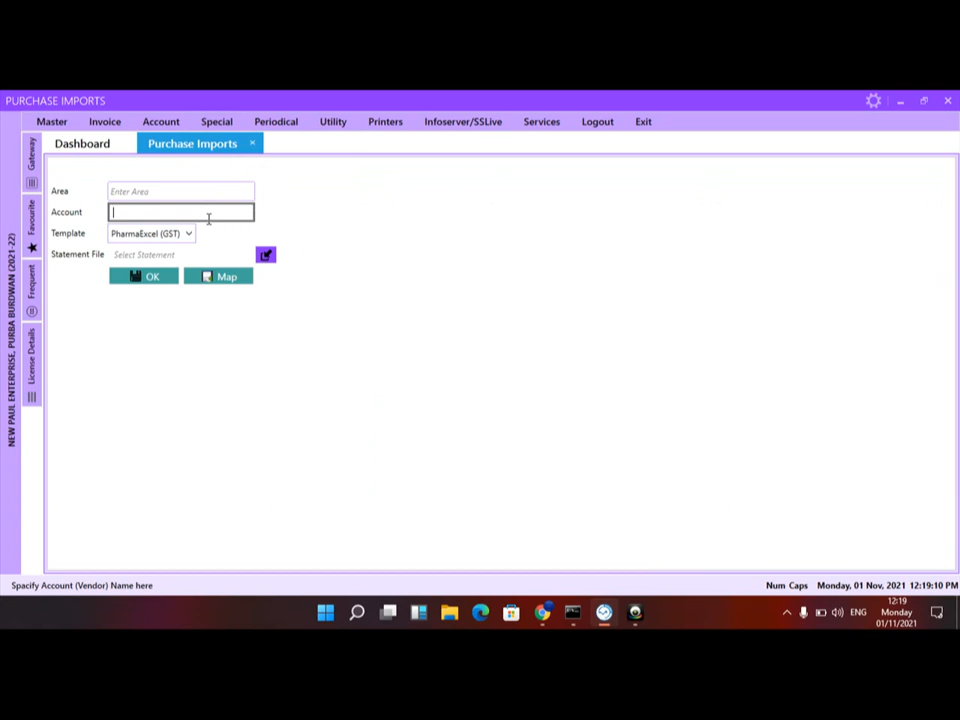 PURCHASE IMPORTS
Master Invoice Account Special Periodical Utility Printers Infoserver/SSLive Services Logout Exit
Dashboard Purchase Imports ×
Gateway
Favourite
Frequent
License Details
NEW PAUL ENTERPRISE, PURBA BURDWAN (2021-22)
Area Enter Area
Account
Template PharmaExcel (GST)
Statement File Select Statement
OK Map
Spacify Account (Vendor) Name here Num Caps Monday, 01 Nov, 2021 12:19:10 PM
ENG 12:19
Monday
01/11/2021